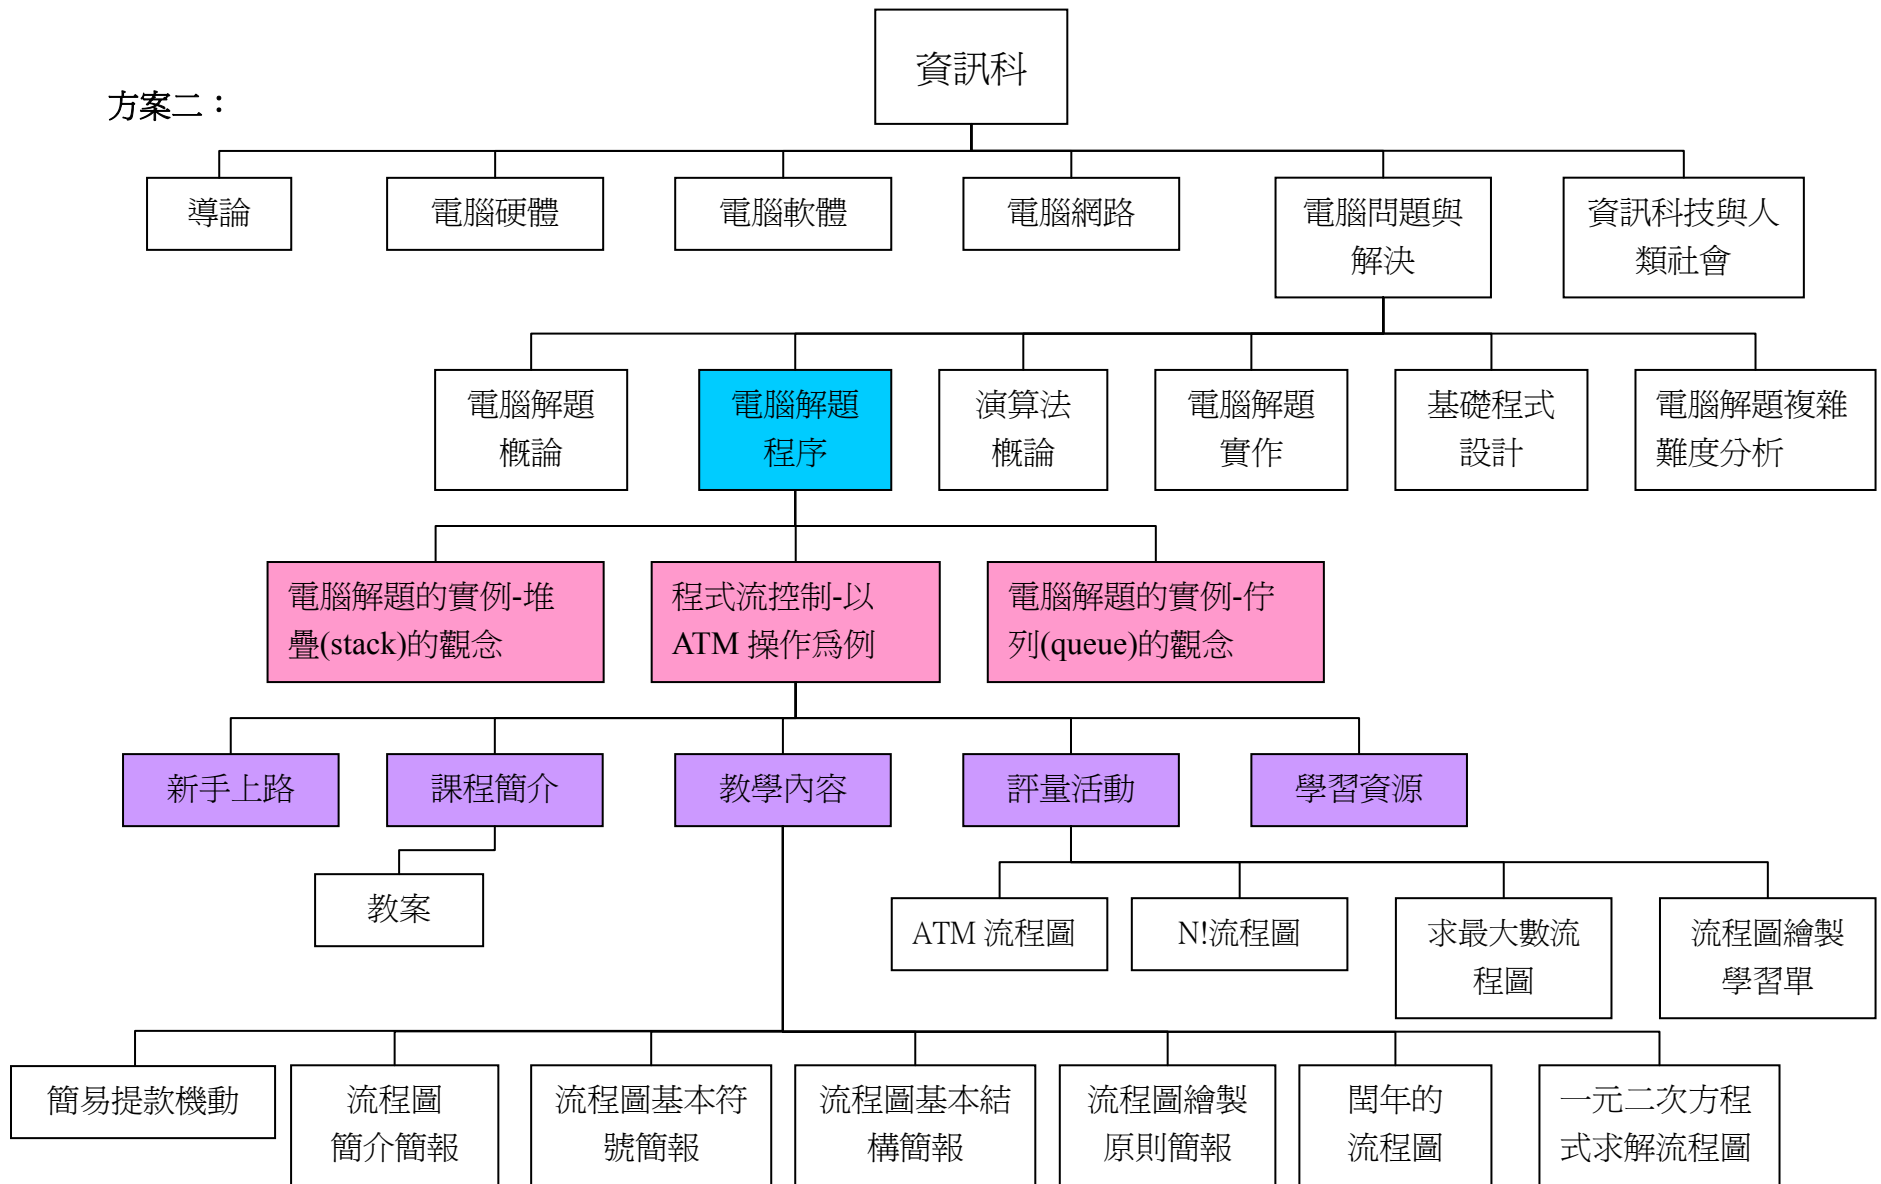 資訊科
方案二：
導論
電腦硬體
電腦軟體
電腦網路
電腦問題與
解決
資訊科技與人
類社會
電腦解題
概論
電腦解題
程序
演算法
概論
電腦解題
實作
基礎程式
設計
電腦解題複雜
難度分析
電腦解題的實例-堆
疊(stack)的觀念
程式流控制-以
ATM 操作為例
電腦解題的實例-佇
列(queue)的觀念
新手上路
課程簡介
教學內容
評量活動
學習資源
教案
ATM 流程圖
N!流程圖
求最大數流
程圖
流程圖繪製
學習單
簡易提款機動
流程圖
簡介簡報
流程圖基本符
號簡報
流程圖基本結
構簡報
流程圖繪製
原則簡報
閏年的
流程圖
一元二次方程
式求解流程圖